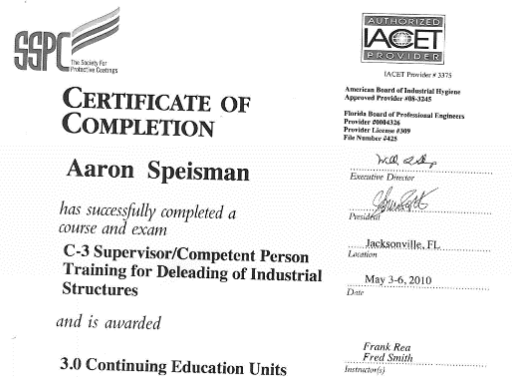 SSPC
The Society for
Protective Coatings
AUTHORIZED
IACET
PROVIDER
IACET Provider # 3375
American Board of Industrial Hygiene
Approved Provider #08-3245
Florida Board of Professional Engineers
Provider #0004326
Provider License #309
File Number #425
CERTIFICATE OF
COMPLETION
Aaron Speisman
has successfully completed a
course and exam
C-3 Supervisor/Competent Person
Training for Deleading of Industrial
Structures
and is awarded
3.0 Continuing Education Units
Executive Director
President
Jacksonville, FL
Location
May 3-6, 2010
Date
Frank Rea
Fred Smith
Instructor(s)